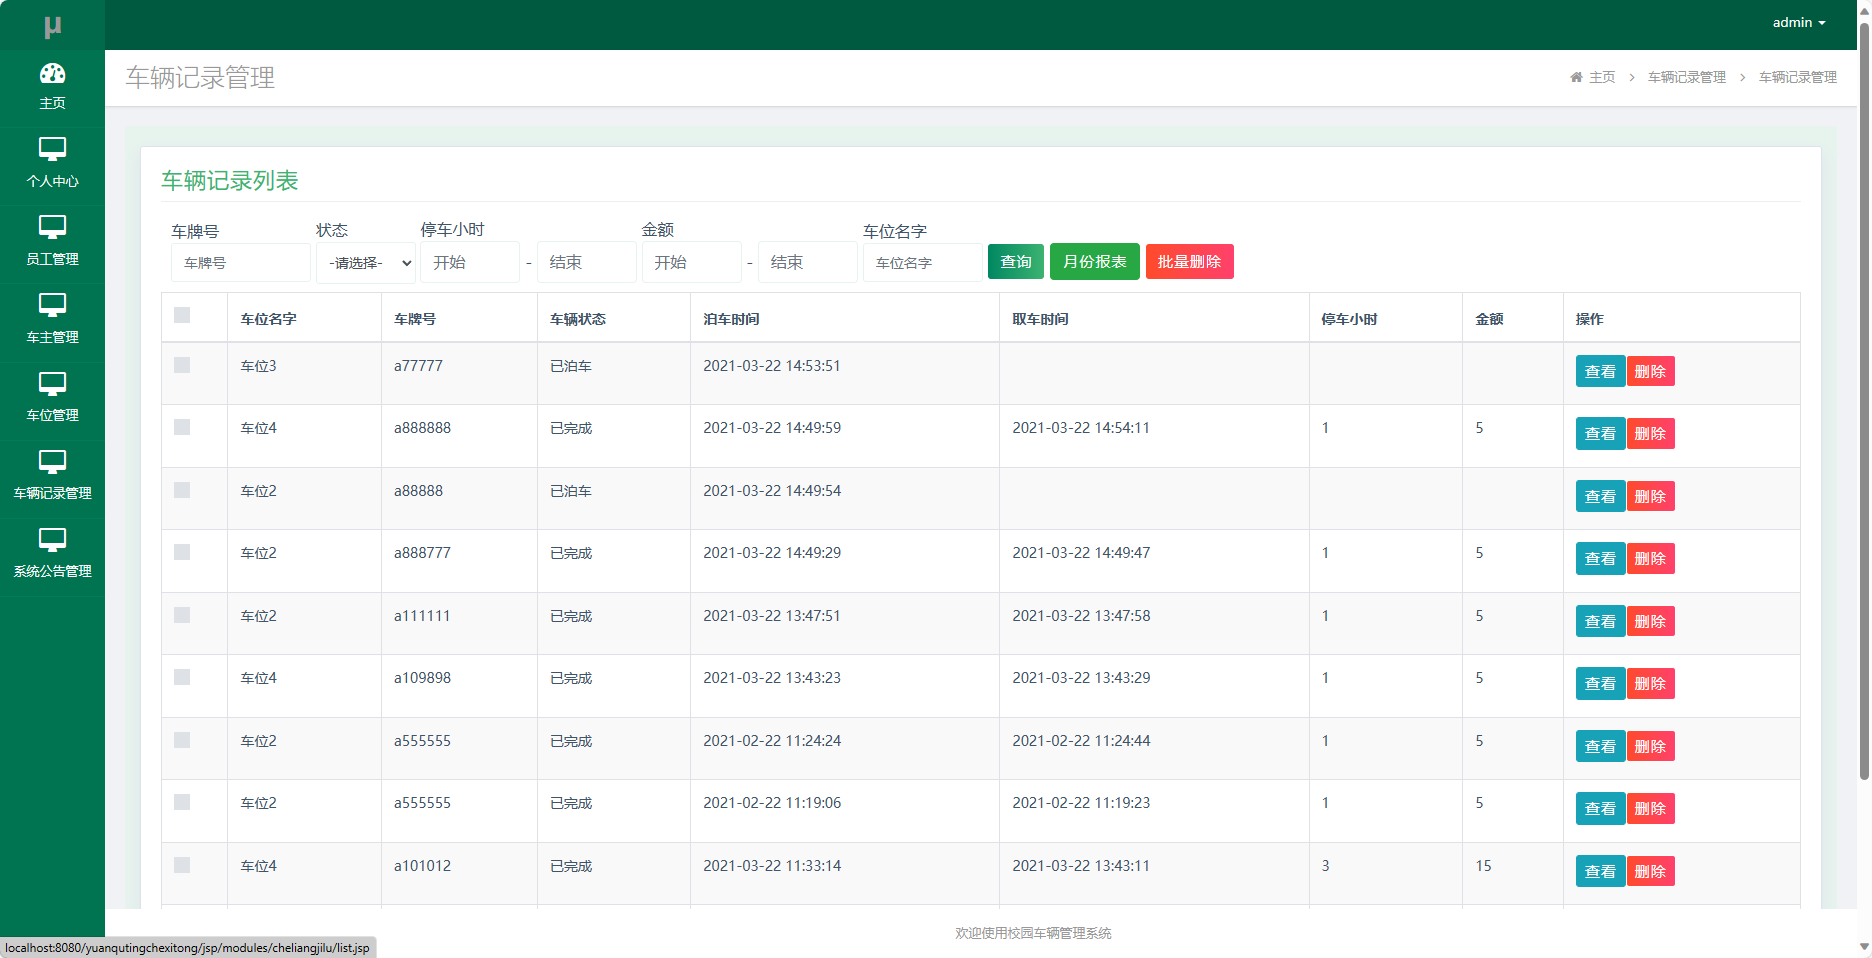 μ
admin
主页
个人中心
员工管理
车主管理
车位管理
车辆记录管理
系统公告管理
车辆记录管理
主页 > 车辆记录管理 > 车辆记录管理
车辆记录列表
车牌号 状态 停车小时 金额 车位名字
车牌号 -请选择- 开始 - 结束 开始 - 结束 车位名字 查询 月份报表 批量删除
车位名字 车牌号 车辆状态 泊车时间 取车时间 停车小时 金额 操作
车位3 a77777 已泊车 2021-03-22 14:53:51 查看 删除
车位4 a888888 已完成 2021-03-22 14:49:59 2021-03-22 14:54:11 1 5 查看 删除
车位2 a88888 已泊车 2021-03-22 14:49:54 查看 删除
车位2 a888777 已完成 2021-03-22 14:49:29 2021-03-22 14:49:47 1 5 查看 删除
车位2 a111111 已完成 2021-03-22 13:47:51 2021-03-22 13:47:58 1 5 查看 删除
车位4 a109898 已完成 2021-03-22 13:43:23 2021-03-22 13:43:29 1 5 查看 删除
车位2 a555555 已完成 2021-02-22 11:24:24 2021-02-22 11:24:44 1 5 查看 删除
车位2 a555555 已完成 2021-02-22 11:19:06 2021-02-22 11:19:23 1 5 查看 删除
车位4 a101012 已完成 2021-03-22 11:33:14 2021-03-22 13:43:11 3 15 查看 删除
欢迎使用校园车辆管理系统
localhost:8080/yuanqutingchexitong/jsp/modules/cheliangjilu/list.jsp